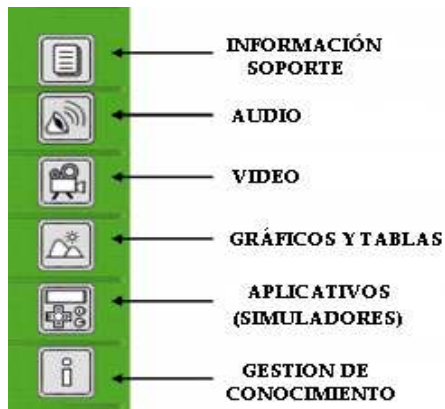 INFORMACIÓN
SOPORTE
AUDIO
VIDEO
GRÁFICOS Y TABLAS
APLICATIVOS
(SIMULADORES)
GESTION DE
CONOCIMIENTO